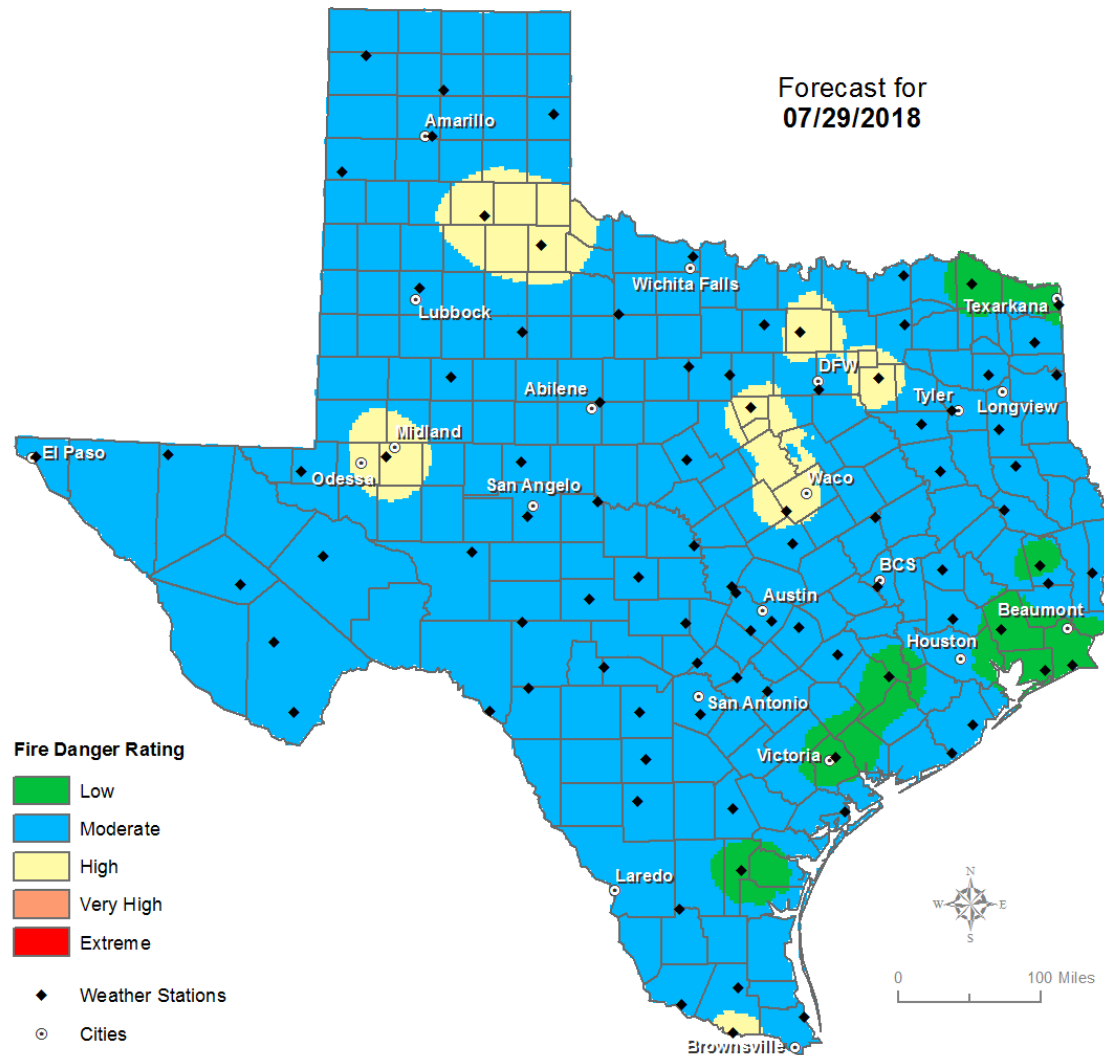 Forecast for
07/29/2018
Amarillo
Wichita Falls
Lubbock
Texarkana
DFW
Abilene
Tyler
Longview
Midland
El Paso
Odessa
San Angelo
Waco
BCS
Austin
Beaumont
Houston
San Antonio
Victoria
Laredo
Brownsville
Fire Danger Rating
Low
Moderate
High
Very High
Extreme
Weather Stations
Cities
N
W E
S
0 100 Miles